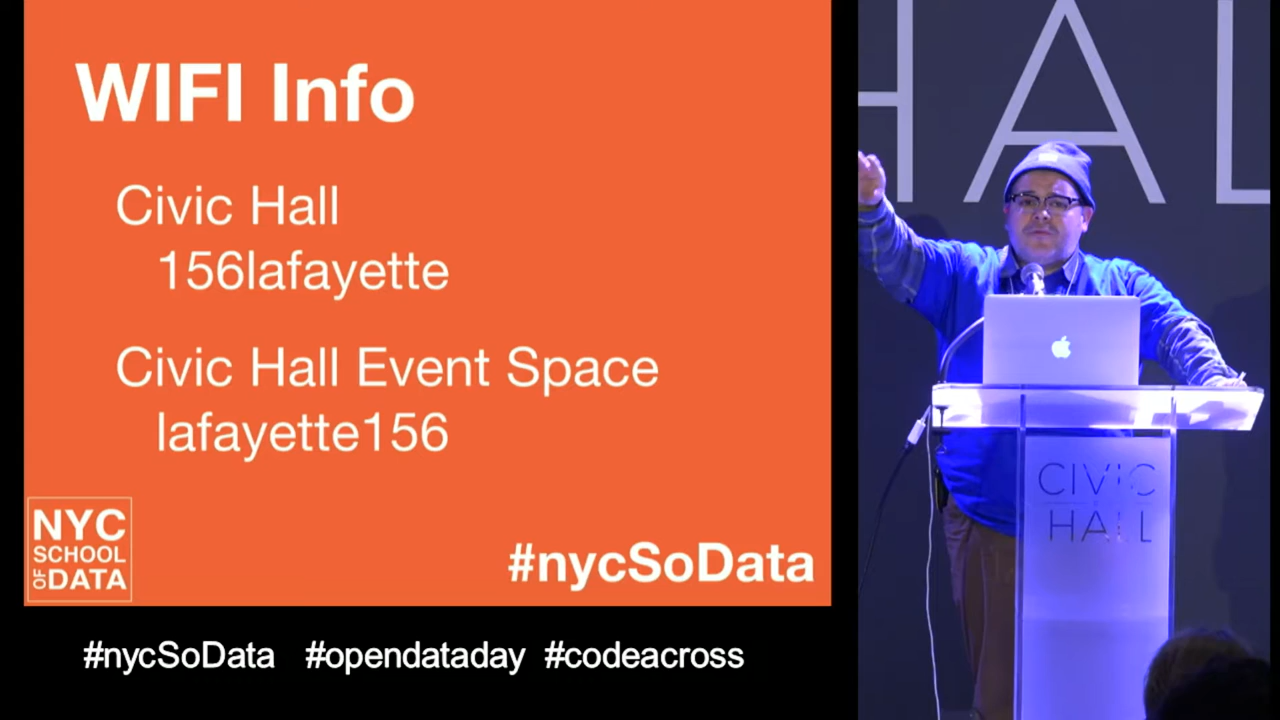 WIFI Info
Civic Hall
156lafayette
Civic Hall Event Space
lafayette156
NYC
SCHOOL
OF DATA
#nycSoData
#nycSoData #opendataday #codeacross
HAL
CIVIC
HALL